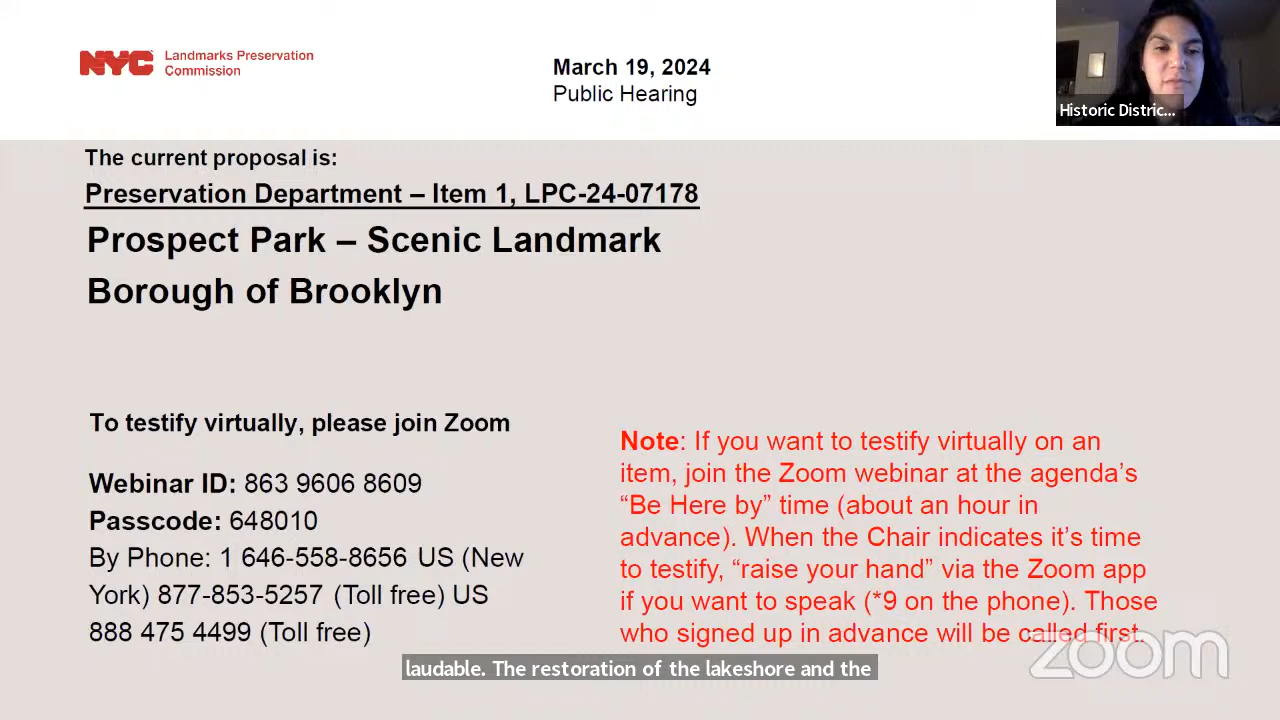 NYC
Landmarks Preservation
Commission
March 19, 2024
Public Hearing
Historic Distric...
The current proposal is:
Preservation Department – Item 1, LPC-24-07178
Prospect Park – Scenic Landmark
Borough of Brooklyn
To testify virtually, please join Zoom
Webinar ID: 863 9606 8609
Passcode: 648010
By Phone: 1 646-558-8656 US (New
York) 877-853-5257 (Toll free) US
888 475 4499 (Toll free)
Note: If you want to testify virtually on an
item, join the Zoom webinar at the agenda’s
“Be Here by” time (about an hour in
advance). When the Chair indicates it’s time
to testify, “raise your hand” via the Zoom app
if you want to speak (*9 on the phone). Those
who signed up in advance will be called first.
zoom
laudable. The restoration of the lakeshore and the